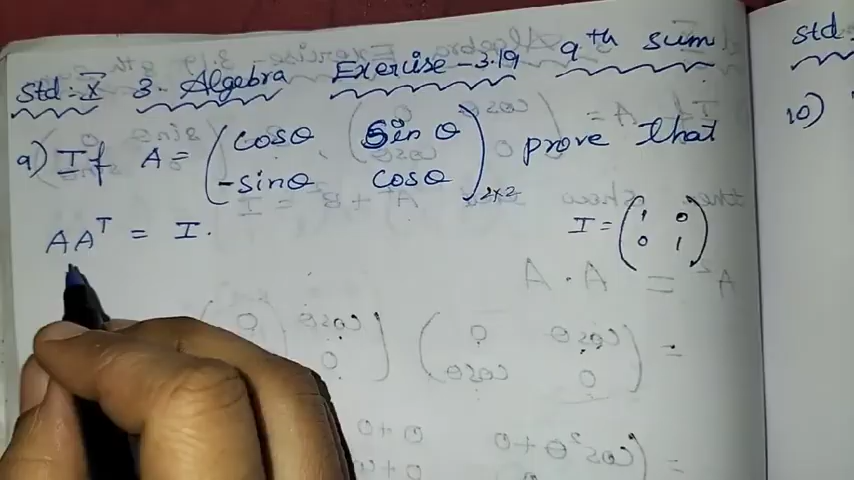 Std: X 3. Algebra Exercise - 3.19 9th sum
9) If A = (cosθ sinθ
-sinθ cosθ)2×2 prove that
AAᵀ = I. I = (1 0
0 1)
std:
10)